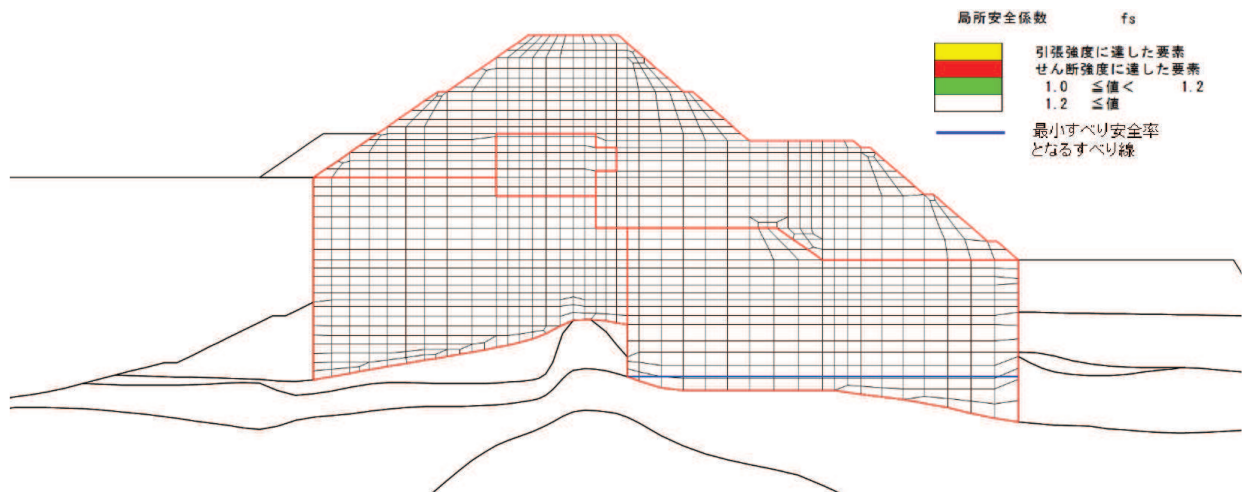 局所安全係数 fs
引張強度に達した要素
せん断強度に達した要素
1.0 ≦値< 1.2
1.2 ≦値
最小すべり安全率
となるすべり線